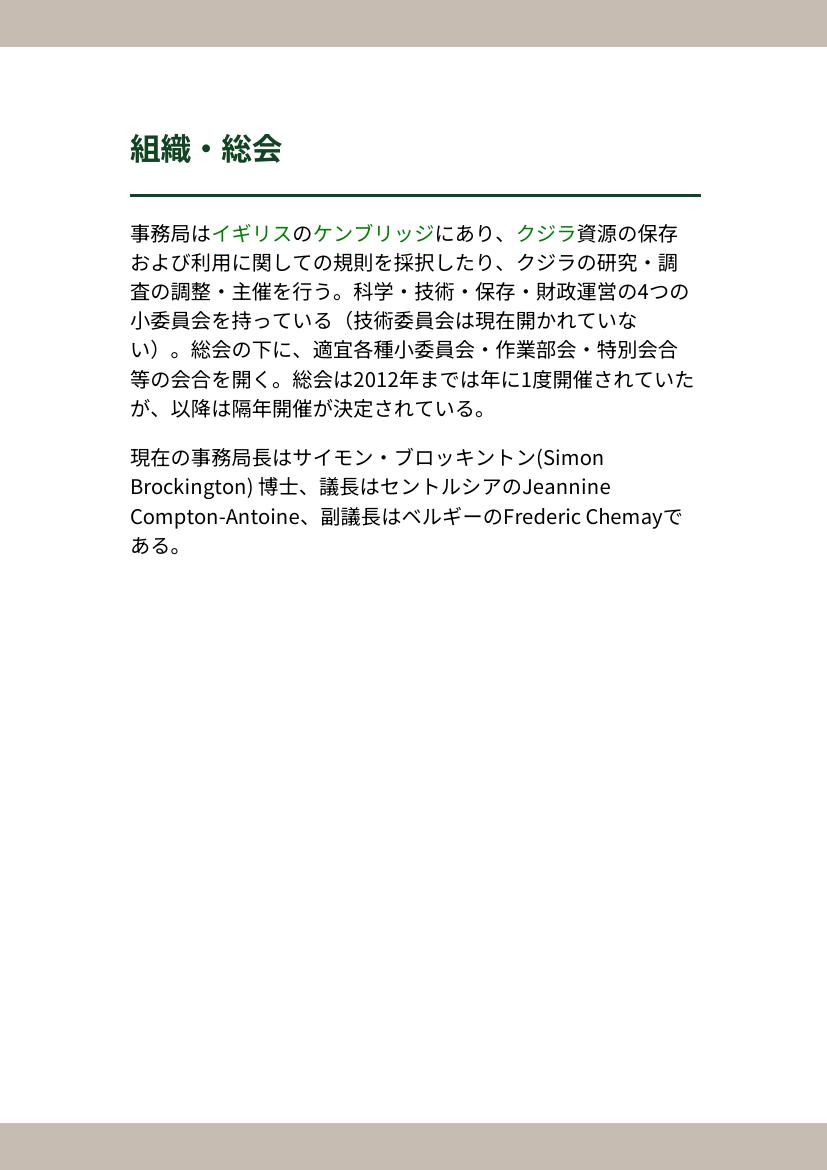 組織・総会
事務局はイギリスのケンブリッジにあり、クジラ資源の保存
および利用に関しての規則を採択したり、クジラの研究・調
査の調整・主催を行う。科学・技術・保存・財政運営の4つの
小委員会を持っている（技術委員会は現在開かれていな
い）。総会の下に、適宜各種小委員会・作業部会・特別会合
等の会合を開く。総会は2012年までは年に1度開催されていた
が、以降は隔年開催が決定されている。
現在の事務局長はサイモン・ブロッキントン(Simon
Brockington) 博士、議長はセントルシアのJeannine
Compton-Antoine、副議長はベルギーのFrederic Chemayで
ある。